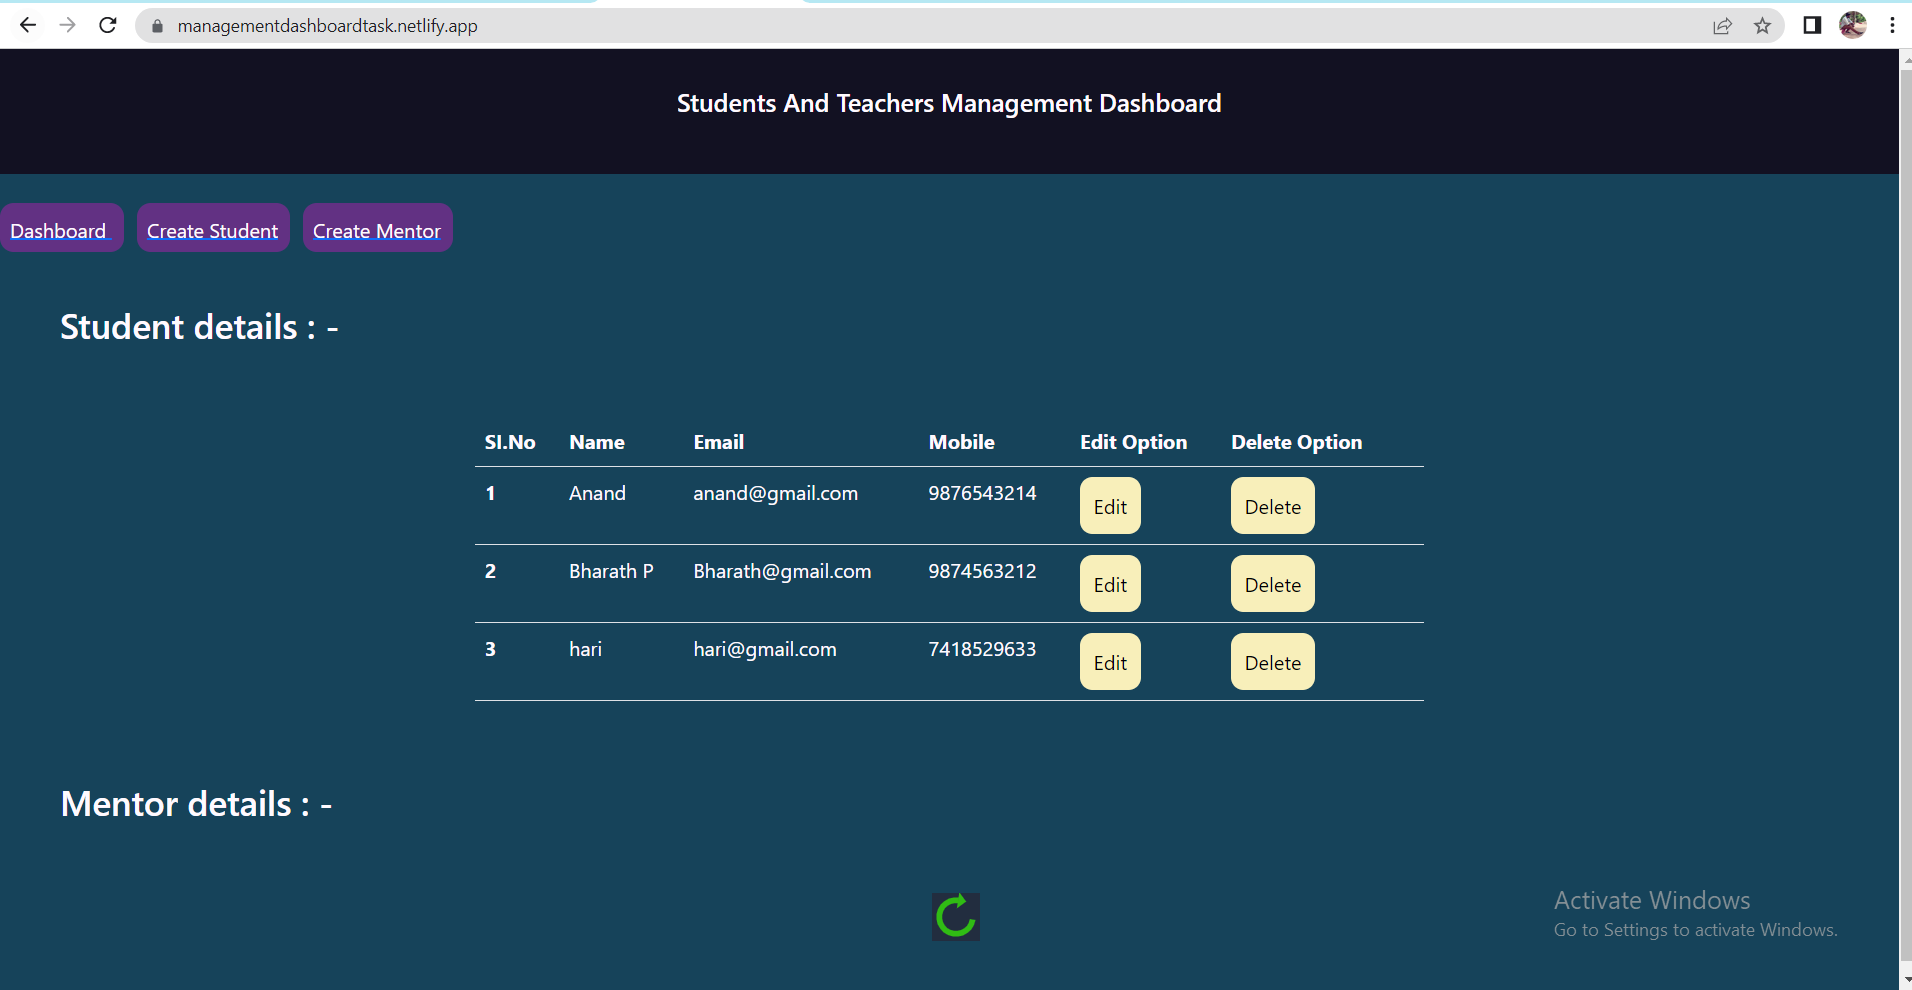 managementdashboardtask.netlify.app
Students And Teachers Management Dashboard
Dashboard Create Student Create Mentor
Student details : -
SI.No Name Email Mobile Edit Option Delete Option
1 Anand anand@gmail.com 9876543214 Edit Delete
2 Bharath P Bharath@gmail.com 9874563212 Edit Delete
3 hari hari@gmail.com 7418529633 Edit Delete
Mentor details : -
Activate Windows
Go to Settings to activate Windows.